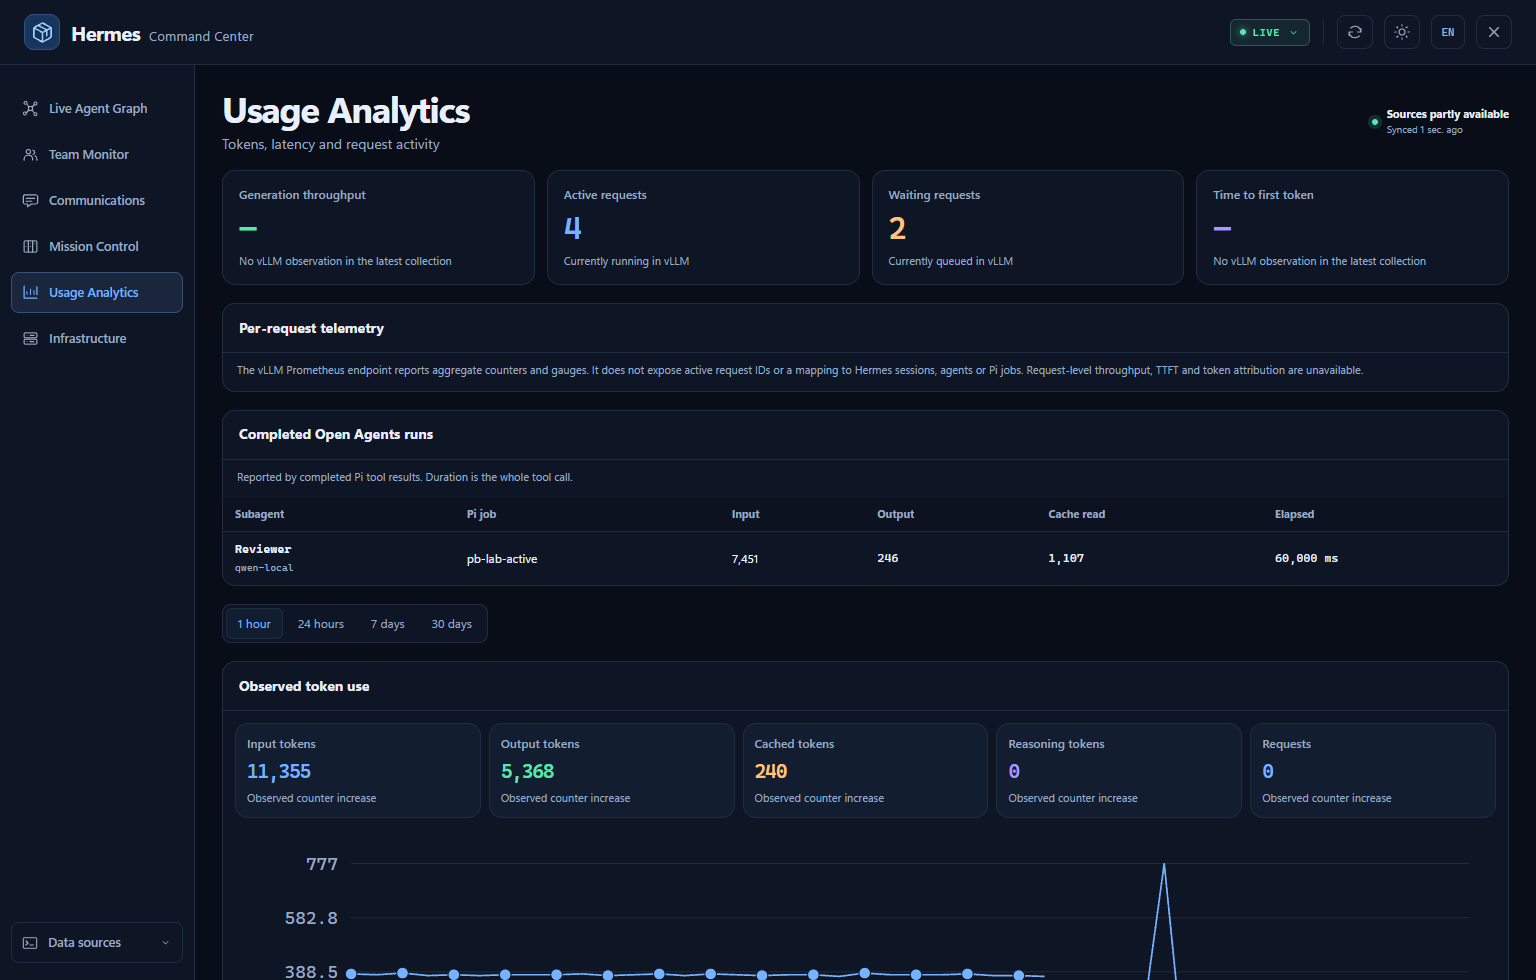 Hermes Command Center
LIVE
EN
Live Agent Graph
Team Monitor
Communications
Mission Control
Usage Analytics
Infrastructure
Data sources
Usage Analytics
Tokens, latency and request activity
Sources partly available
Synced 1 sec. ago
Generation throughput
—
No vLLM observation in the latest collection
Active requests
4
Currently running in vLLM
Waiting requests
2
Currently queued in vLLM
Time to first token
—
No vLLM observation in the latest collection
Per-request telemetry
The vLLM Prometheus endpoint reports aggregate counters and gauges. It does not expose active request IDs or a mapping to Hermes sessions, agents or Pi jobs. Request-level throughput, TTFT and token attribution are unavailable.
Completed Open Agents runs
Reported by completed Pi tool results. Duration is the whole tool call.
Subagent Pi job Input Output Cache read Elapsed
Reviewer
qwen-local
pb-lab-active 7,451 246 1,107 60,000 ms
1 hour 24 hours 7 days 30 days
Observed token use
Input tokens
11,355
Observed counter increase
Output tokens
5,368
Observed counter increase
Cached tokens
240
Observed counter increase
Reasoning tokens
0
Observed counter increase
Requests
0
Observed counter increase
777
582.8
388.5